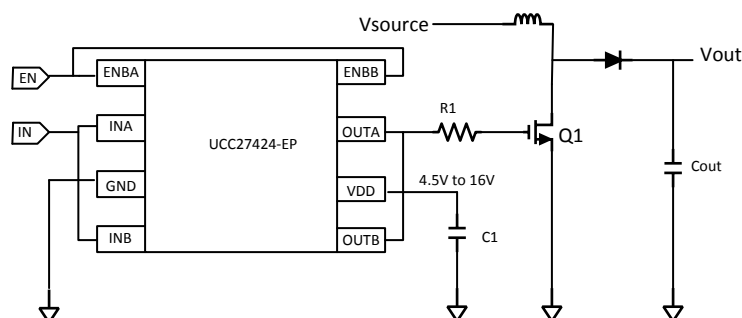 Vsource
EN
ENBA
ENBB
Vout
R1
IN
INA
OUTA
UCC27424-EP
Q1
GND
VDD
4.5V to 16V
Cout
INB
OUTB
C1